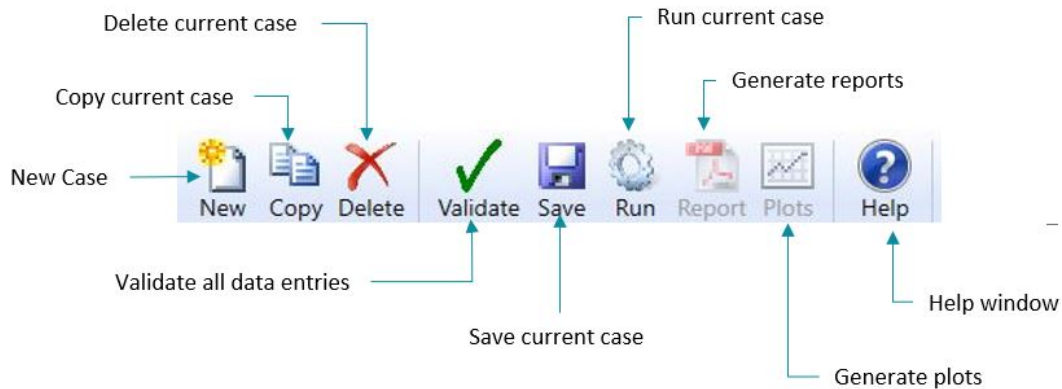 Delete current case
Run current case
Copy current case
Generate reports
New Case
New Copy Delete Validate Save Run Report Plots Help
Validate all data entries
Help window
Save current case
Generate plots